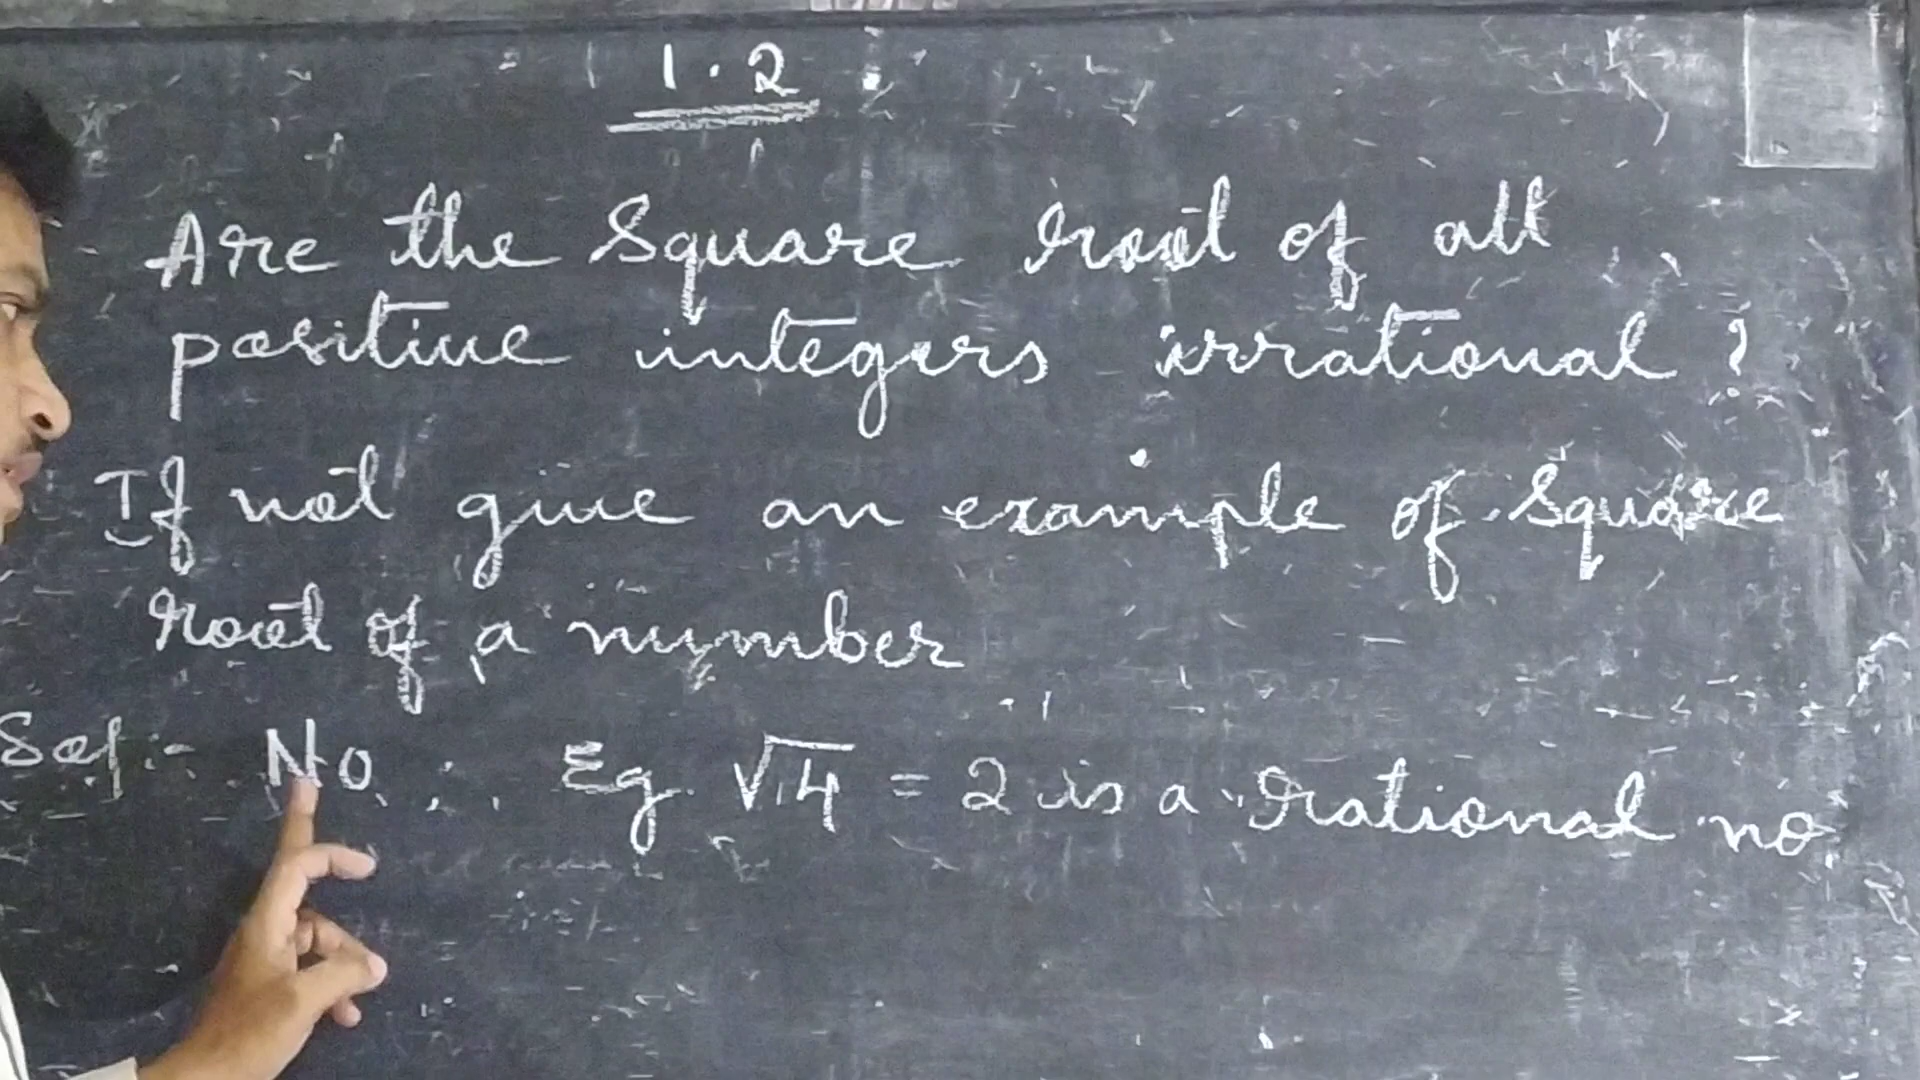 1.2
Are the Square root of all
positive integers irrational ?
If not give an example of Square
root of a number
Sol :- No. : Eg. √4 = 2 is a rational no.